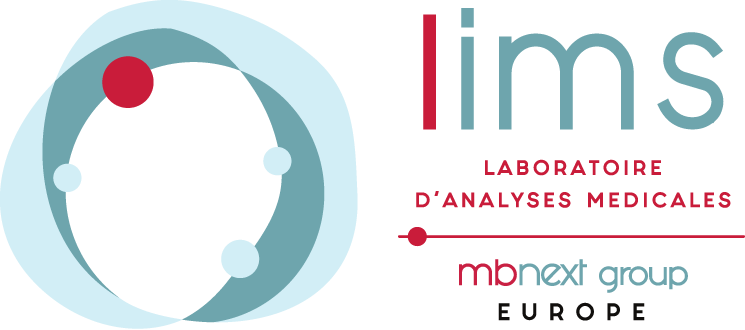 lims
LABORATOIRE
D'ANALYSES MEDICALES
mbnext group
EUROPE